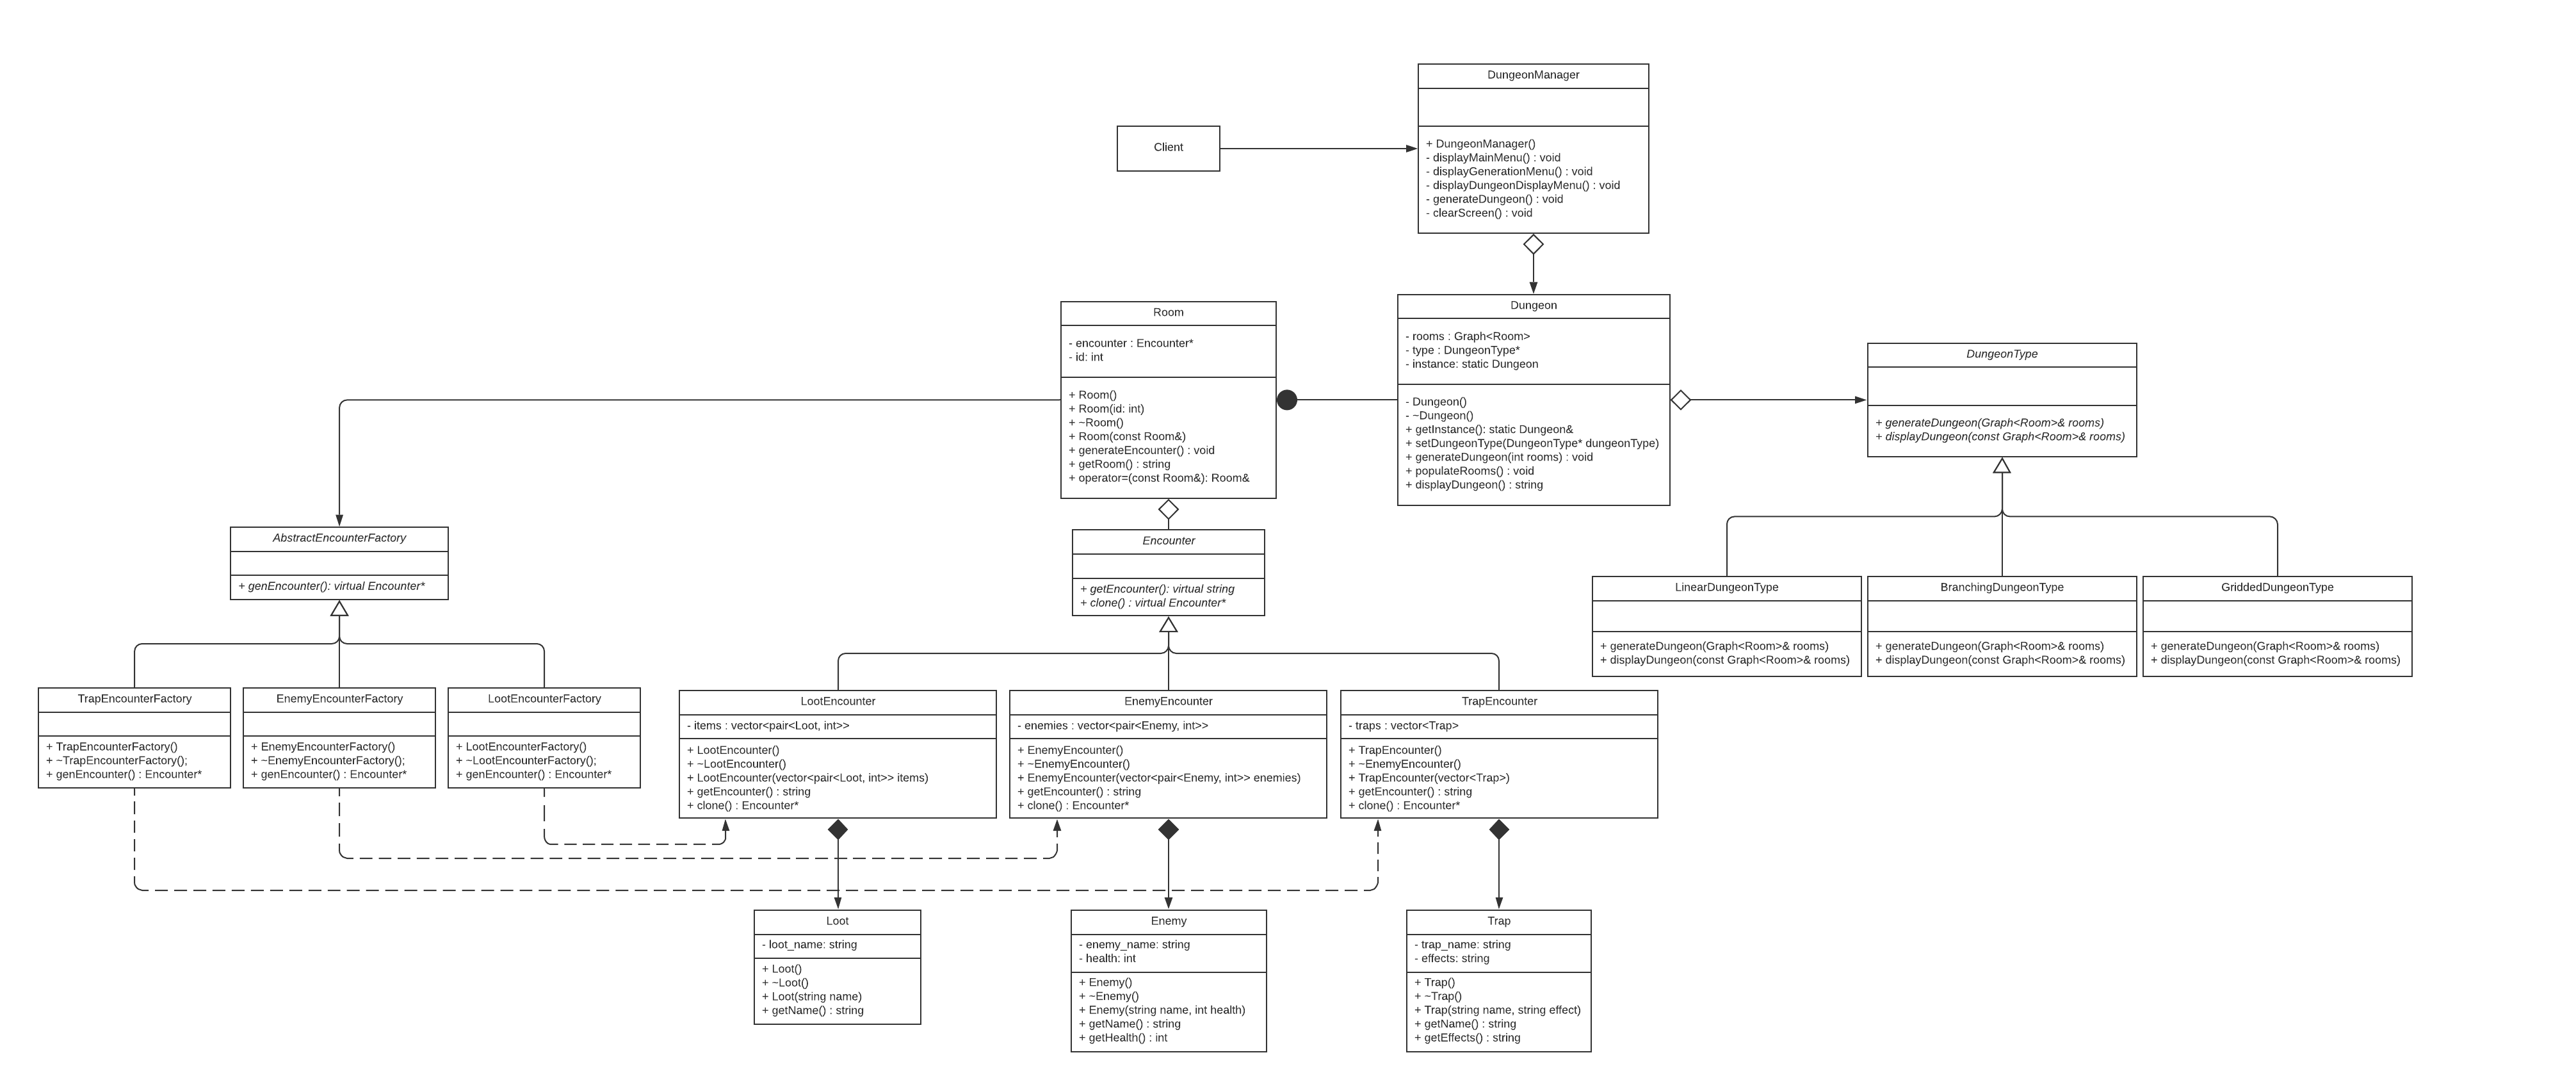 DungeonManager
+ DungeonManager()
- displayMainMenu() : void
- displayGenerationMenu() : void
- displayDungeonDisplayMenu() : void
- generateDungeon() : void
- clearScreen() : void
Client
Room
- encounter : Encounter*
- id: int
+ Room()
+ Room(id: int)
+ ~Room()
+ Room(const Room&)
+ generateEncounter() : void
+ getRoom() : string
+ operator=(const Room&): Room&
Dungeon
- rooms : Graph<Room>
- type : DungeonType*
- instance: static Dungeon
- Dungeon()
- ~Dungeon()
+ getInstance(): static Dungeon&
+ setDungeonType(DungeonType* dungeonType)
+ generateDungeon(int rooms) : void
+ populateRooms() : void
+ displayDungeon() : string
DungeonType
+ generateDungeon(Graph<Room>& rooms)
+ displayDungeon(const Graph<Room>& rooms)
AbstractEncounterFactory
+ genEncounter(): virtual Encounter*
Encounter
+ getEncounter(): virtual string
+ clone() : virtual Encounter*
LinearDungeonType
+ generateDungeon(Graph<Room>& rooms)
+ displayDungeon(const Graph<Room>& rooms)
BranchingDungeonType
+ generateDungeon(Graph<Room>& rooms)
+ displayDungeon(const Graph<Room>& rooms)
GriddedDungeonType
+ generateDungeon(Graph<Room>& rooms)
+ displayDungeon(const Graph<Room>& rooms)
TrapEncounterFactory
+ TrapEncounterFactory()
+ ~TrapEncounterFactory();
+ genEncounter() : Encounter*
EnemyEncounterFactory
+ EnemyEncounterFactory()
+ ~EnemyEncounterFactory();
+ genEncounter() : Encounter*
LootEncounterFactory
+ LootEncounterFactory()
+ ~LootEncounterFactory();
+ genEncounter() : Encounter*
LootEncounter
- items : vector<pair<Loot, int>>
+ LootEncounter()
+ ~LootEncounter()
+ LootEncounter(vector<pair<Loot, int>> items)
+ getEncounter() : string
+ clone() : Encounter*
EnemyEncounter
- enemies : vector<pair<Enemy, int>>
+ EnemyEncounter()
+ ~EnemyEncounter()
+ EnemyEncounter(vector<pair<Enemy, int>> enemies)
+ getEncounter() : string
+ clone() : Encounter*
TrapEncounter
- traps : vector<Trap>
+ TrapEncounter()
+ ~EnemyEncounter()
+ TrapEncounter(vector<Trap>)
+ getEncounter() : string
+ clone() : Encounter*
Loot
- loot_name: string
+ Loot()
+ ~Loot()
+ Loot(string name)
+ getName() : string
Enemy
- enemy_name: string
- health: int
+ Enemy()
+ ~Enemy()
+ Enemy(string name, int health)
+ getName() : string
+ getHealth() : int
Trap
- trap_name: string
- effects: string
+ Trap()
+ ~Trap()
+ Trap(string name, string effect)
+ getName() : string
+ getEffects() : string